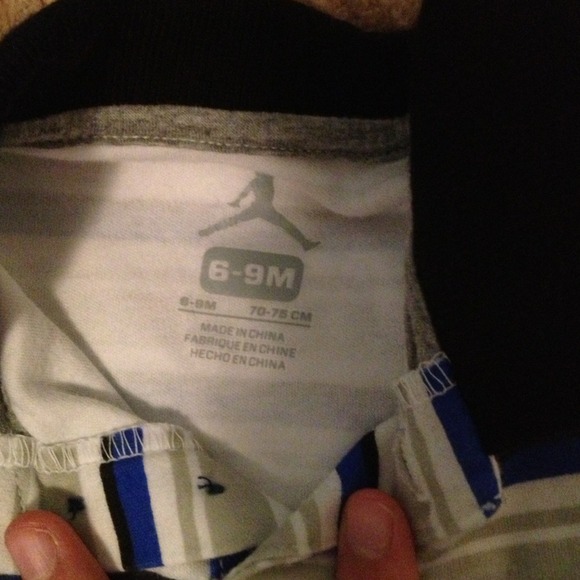 6-9M
6-9M 70-75 CM
MADE IN CHINA
FABRIQUE EN CHINE
HECHO EN CHINA